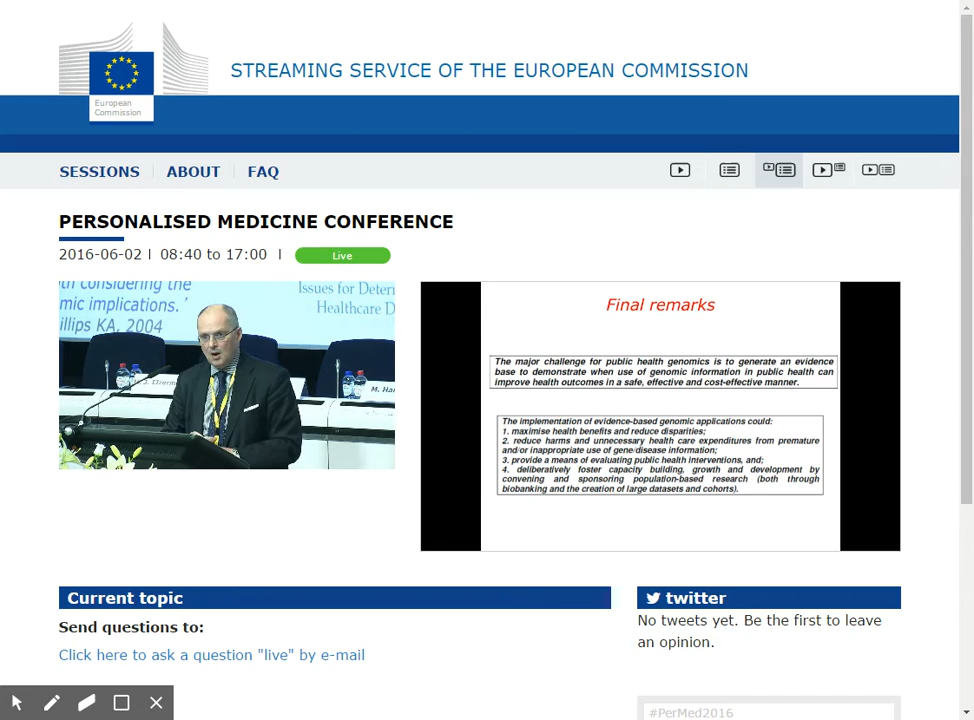 European
Commission
STREAMING SERVICE OF THE EUROPEAN COMMISSION
SESSIONS
ABOUT
FAQ
PERSONALISED MEDICINE CONFERENCE
2016-06-02 | 08:40 to 17:00 |
Live
considering the
mic implications.'
llips KA, 2004
Issues for Deter
Healthcare D
Final remarks
The major challenge for public health genomics is to generate an evidence
base to demonstrate when use of genomic information in public health can
improve health outcomes in a safe, effective and cost-effective manner.
The implementation of evidence-based genomic applications could:
1. maximise health benefits and reduce disparities;
2. reduce harms and unnecessary health care expenditures from premature
and/or inappropriate use of gene/disease information;
3. provide a means of evaluating public health interventions, and;
4. deliberatively foster capacity building, growth and development by
convening and sponsoring population-based research (both through
biobanking and the creation of large datasets and cohorts).
Current topic
Send questions to:
Click here to ask a question "live" by e-mail
twitter
No tweets yet. Be the first to leave
an opinion.
#PerMed2016